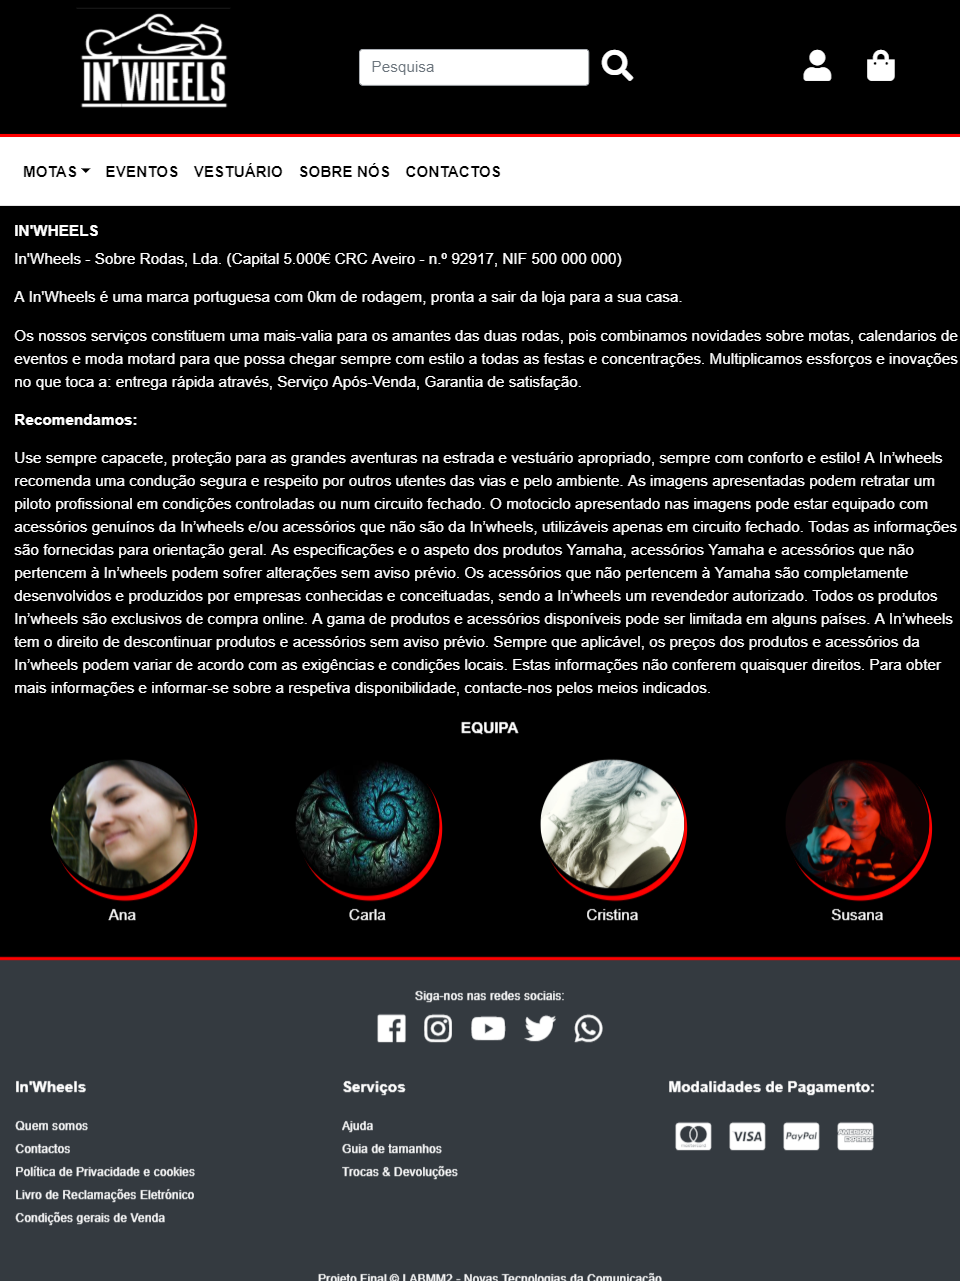 IN'WHEELS
Pesquisa
MOTAS
EVENTOS
VESTUÁRIO
SOBRE NÓS
CONTACTOS
IN'WHEELS
In'Wheels - Sobre Rodas, Lda. (Capital 5.000€ CRC Aveiro - n.º 92917, NIF 500 000 000)
A In'Wheels é uma marca portuguesa com 0km de rodagem, pronta a sair da loja para a sua casa.
Os nossos serviços constituem uma mais-valia para os amantes das duas rodas, pois combinamos novidades sobre motas, calendarios de
eventos e moda motard para que possa chegar sempre com estilo a todas as festas e concentrações. Multiplicamos essforços e inovações
no que toca a: entrega rápida através, Serviço Após-Venda, Garantia de satisfação.
Recomendamos:
Use sempre capacete, proteção para as grandes aventuras na estrada e vestuário apropriado, sempre com conforto e estilo! A In’wheels
recomenda uma condução segura e respeito por outros utentes das vias e pelo ambiente. As imagens apresentadas podem retratar um
piloto profissional em condições controladas ou num circuito fechado. O motociclo apresentado nas imagens pode estar equipado com
acessórios genuínos da In’wheels e/ou acessórios que não são da In’wheels, utilizáveis apenas em circuito fechado. Todas as informações
são fornecidas para orientação geral. As especificações e o aspeto dos produtos Yamaha, acessórios Yamaha e acessórios que não
pertencem à In’wheels podem sofrer alterações sem aviso prévio. Os acessórios que não pertencem à Yamaha são completamente
desenvolvidos e produzidos por empresas conhecidas e conceituadas, sendo a In’wheels um revendedor autorizado. Todos os produtos
In’wheels são exclusivos de compra online. A gama de produtos e acessórios disponíveis pode ser limitada em alguns países. A In’wheels
tem o direito de descontinuar produtos e acessórios sem aviso prévio. Sempre que aplicável, os preços dos produtos e acessórios da
In’wheels podem variar de acordo com as exigências e condições locais. Estas informações não conferem quaisquer direitos. Para obter
mais informações e informar-se sobre a respetiva disponibilidade, contacte-nos pelos meios indicados.
EQUIPA
Ana
Carla
Cristina
Susana
Siga-nos nas redes sociais:
In'Wheels
Quem somos
Contactos
Política de Privacidade e cookies
Livro de Reclamações Eletrónico
Condições gerais de Venda
Serviços
Ajuda
Guia de tamanhos
Trocas & Devoluções
Modalidades de Pagamento:
VISA
PayPal
AMERICAN
EXPRESS
Projeto Final © LABMM2 - Novas Tecnologias da Comunicação